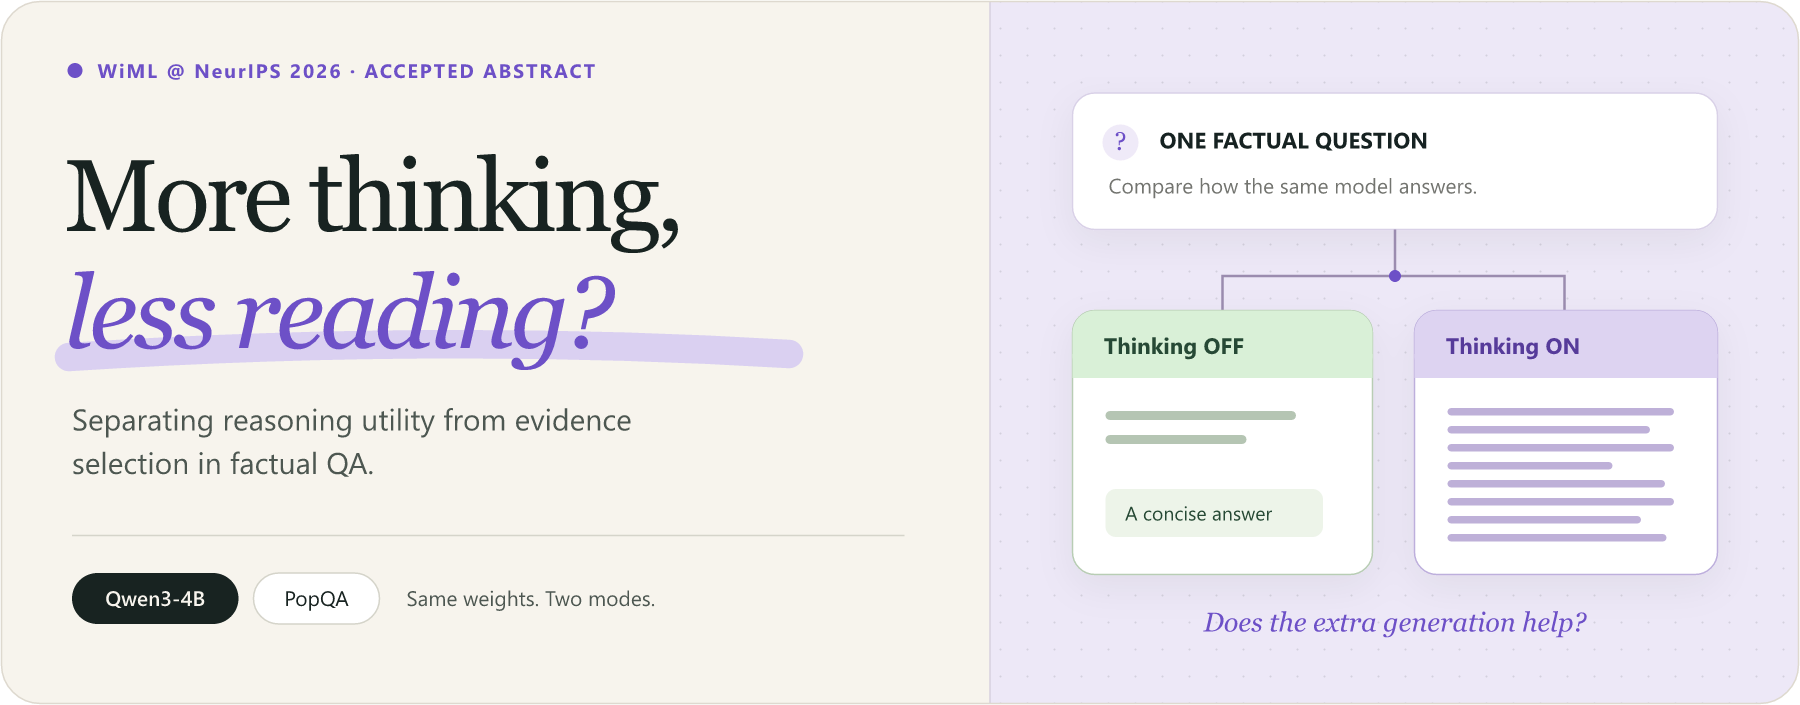 WiML @ NeurIPS 2026 · ACCEPTED ABSTRACT
More thinking,
less reading?
Separating reasoning utility from evidence
selection in factual QA.
Qwen3-4B
PopQA
Same weights. Two modes.
?
ONE FACTUAL QUESTION
Compare how the same model answers.
Thinking OFF
A concise answer
Thinking ON
Does the extra generation help?